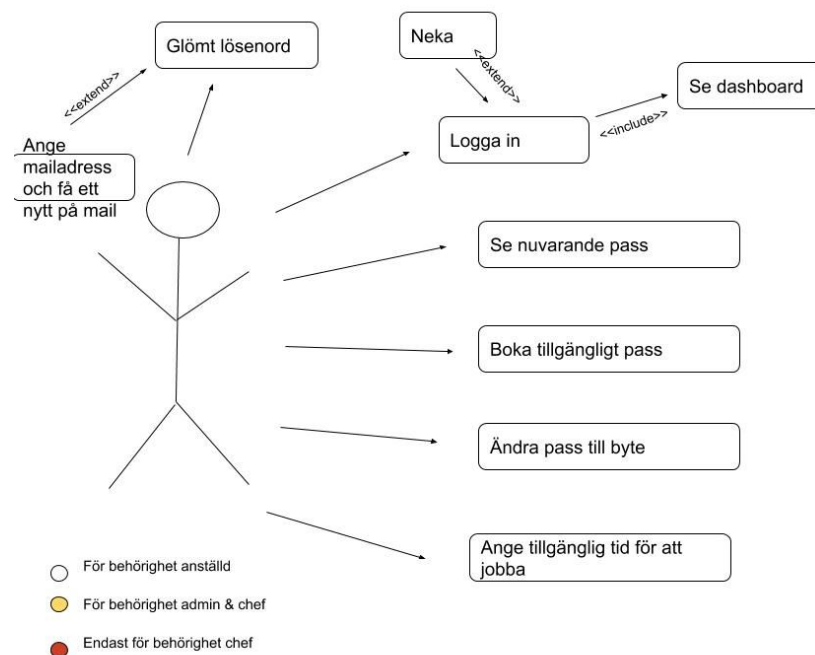 Glömt lösenord
Neka
<<extend>>
<<extend>>
Se dashboard
<<include>>
Logga in
Ange
mailadress
och få ett
nytt på mail
Se nuvarande pass
Boka tillgängligt pass
Ändra pass till byte
Ange tillgänglig tid för att
jobba
För behörighet anställd
För behörighet admin & chef
Endast för behörighet chef